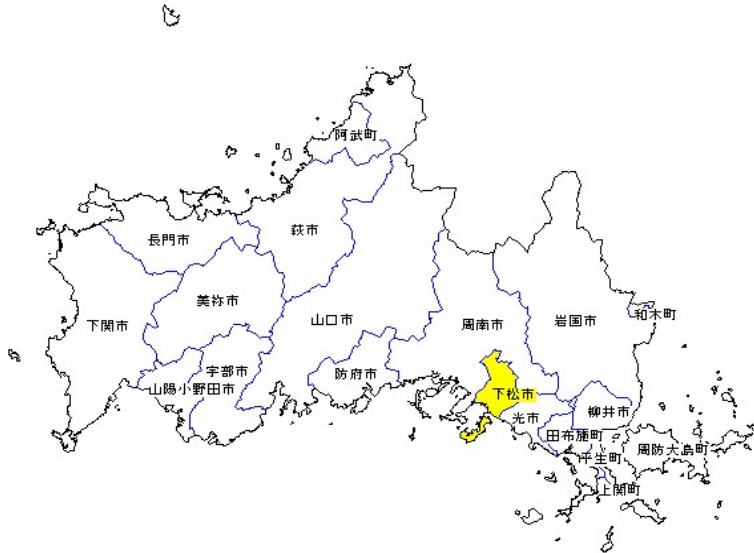 阿武町
長門市
萩市
美祢市
下関市
山口市
周南市
岩国市
和木町
宇部市
防府市
山陽小野田市
下松市
柳井市
光市
田布施町
周防大島町
平生町
上関町